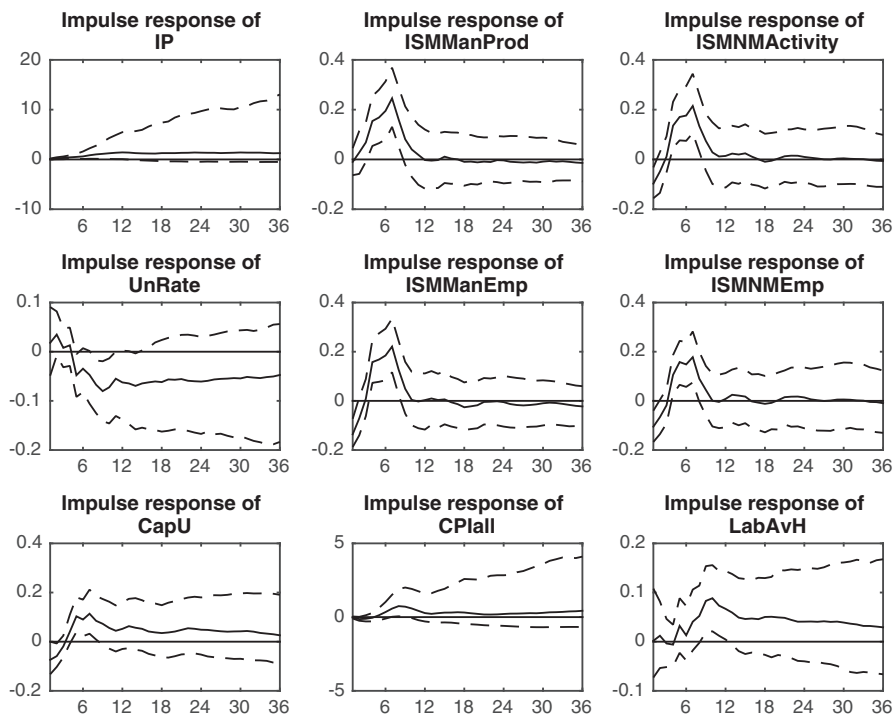 Impulse response of
IP
20
10
0
-10
6 12 18 24 30 36
Impulse response of
ISMManProd
0.4
0.2
0
-0.2
6 12 18 24 30 36
Impulse response of
ISMNMActivity
0.4
0.2
0
-0.2
6 12 18 24 30 36
Impulse response of
UnRate
0.1
0
-0.1
-0.2
6 12 18 24 30 36
Impulse response of
ISMManEmp
0.4
0.2
0
-0.2
6 12 18 24 30 36
Impulse response of
ISMNMEmp
0.4
0.2
0
-0.2
6 12 18 24 30 36
Impulse response of
CapU
0.4
0.2
0
-0.2
6 12 18 24 30 36
Impulse response of
CPIall
5
0
-5
6 12 18 24 30 36
Impulse response of
LabAvH
0.2
0.1
0
-0.1
6 12 18 24 30 36